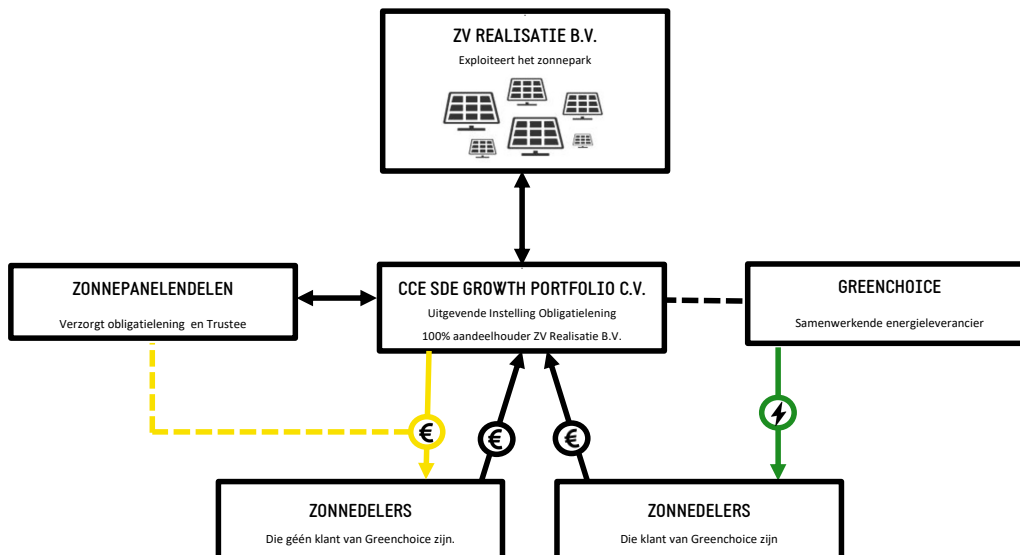 ZV REALISATIE B.V.
Exploiteert het zonnepark
ZONNEPANELENDELEN
Verzorgt obligatielening en Trustee
CCE SDE GROWTH PORTFOLIO C.V.
Uitgevende Instelling Obligatielening
100% aandeelhouder ZV Realisatie B.V.
GREENCHOICE
Samenwerkende energieleverancier
€
€
€
ZONNEDELERS
Die géén klant van Greenchoice zijn.
ZONNEDELERS
Die klant van Greenchoice zijn